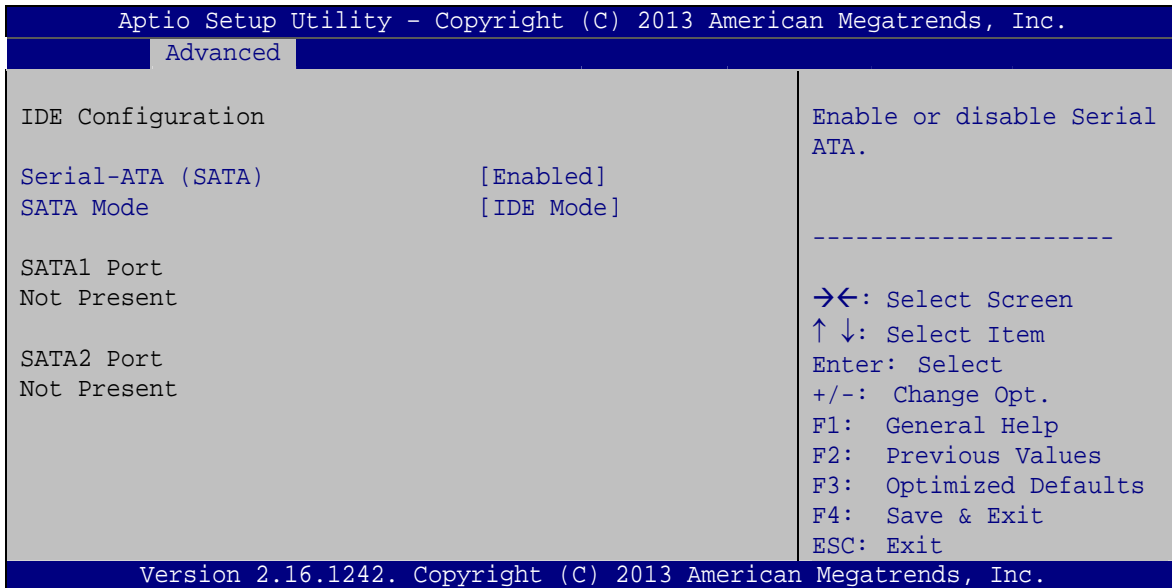 Aptio Setup Utility – Copyright (C) 2013 American Megatrends, Inc.
Advanced
IDE Configuration
Serial-ATA (SATA) [Enabled]
SATA Mode [IDE Mode]
SATA1 Port
Not Present
SATA2 Port
Not Present
Enable or disable Serial
ATA.
---------------------
→←: Select Screen
↑ ↓: Select Item
Enter: Select
+/-: Change Opt.
F1: General Help
F2: Previous Values
F3: Optimized Defaults
F4: Save & Exit
ESC: Exit
Version 2.16.1242. Copyright (C) 2013 American Megatrends, Inc.